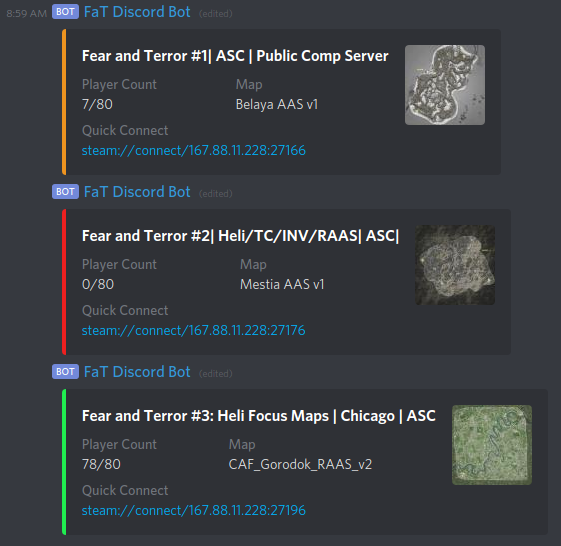 8:59 AM BOT FaT Discord Bot (edited)
Fear and Terror #1| ASC | Public Comp Server
Player Count Map
7/80 Belaya AAS v1
Quick Connect
steam://connect/167.88.11.228:27166
BOT FaT Discord Bot (edited)
Fear and Terror #2| Heli/TC/INV/RAAS| ASC|
Player Count Map
0/80 Mestia AAS v1
Quick Connect
steam://connect/167.88.11.228:27176
BOT FaT Discord Bot (edited)
Fear and Terror #3: Heli Focus Maps | Chicago | ASC
Player Count Map
78/80 CAF_Gorodok_RAAS_v2
Quick Connect
steam://connect/167.88.11.228:27196